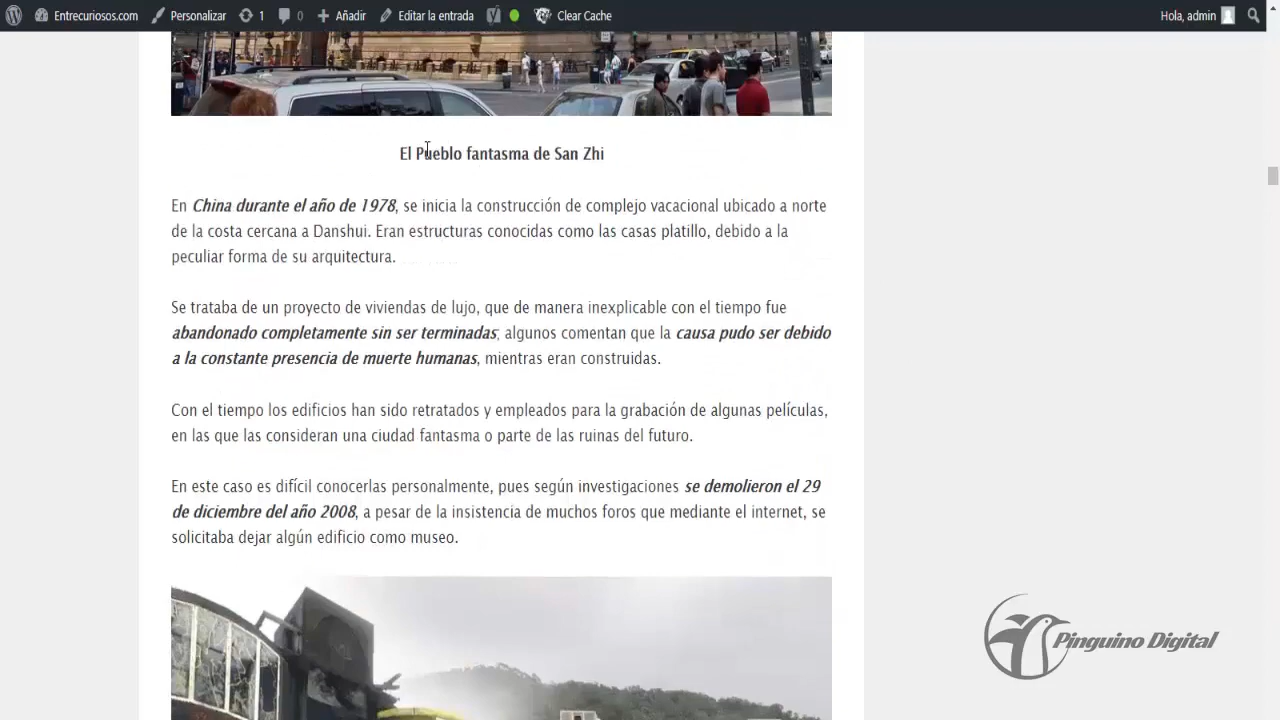 Entrecuriosos.com Personalizar 1 0 Añadir Editar la entrada Clear Cache Hola, admin
El Pueblo fantasma de San Zhi
En China durante el año de 1978, se inicia la construcción de complejo vacacional ubicado a norte
de la costa cercana a Danshui. Eran estructuras conocidas como las casas platillo, debido a la
peculiar forma de su arquitectura.
Se trataba de un proyecto de viviendas de lujo, que de manera inexplicable con el tiempo fue
abandonado completamente sin ser terminadas; algunos comentan que la causa pudo ser debido
a la constante presencia de muerte humanas, mientras eran construidas.
Con el tiempo los edificios han sido retratados y empleados para la grabación de algunas películas,
en las que las consideran una ciudad fantasma o parte de las ruinas del futuro.
En este caso es difícil conocerlas personalmente, pues según investigaciones se demolieron el 29
de diciembre del año 2008, a pesar de la insistencia de muchos foros que mediante el internet, se
solicitaba dejar algún edificio como museo.
Pinguino Digital